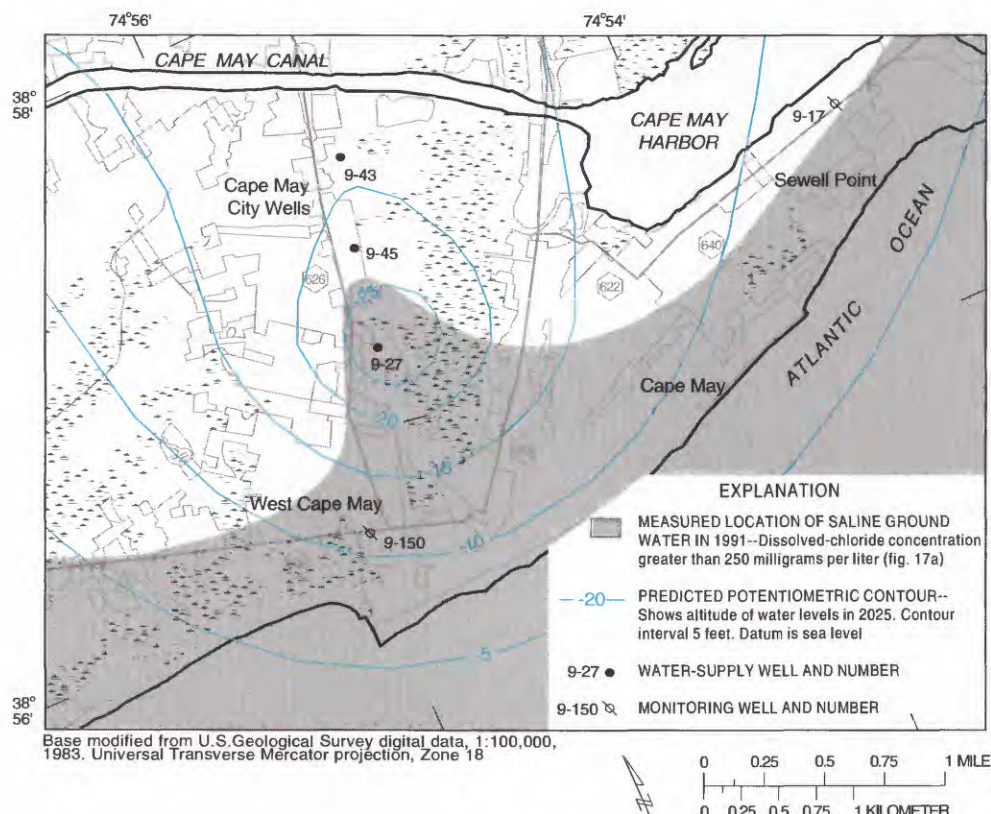 74°56'
74°54'
38°
58'
CAPE MAY CANAL
CAPE MAY
HARBOR
9-17
9-43
Cape May
City Wells
Sewell Point
9-45
626
640
622
OCEAN
ATLANTIC
-25
9-27
Cape May
-20
-15
West Cape May
9-150
-10
-5
38°
56'
EXPLANATION
MEASURED LOCATION OF SALINE GROUND
WATER IN 1991--Dissolved-chloride concentration
greater than 250 milligrams per liter (fig. 17a)
-20
PREDICTED POTENTIOMETRIC CONTOUR--
Shows altitude of water levels in 2025. Contour
interval 5 feet. Datum is sea level
9-27 WATER-SUPPLY WELL AND NUMBER
9-150 MONITORING WELL AND NUMBER
Base modified from U.S.Geological Survey digital data, 1:100,000,
1983. Universal Transverse Mercator projection, Zone 18
0 0.25 0.5 0.75 1 MILE
0 0.25 0.5 0.75 1 KILOMETER